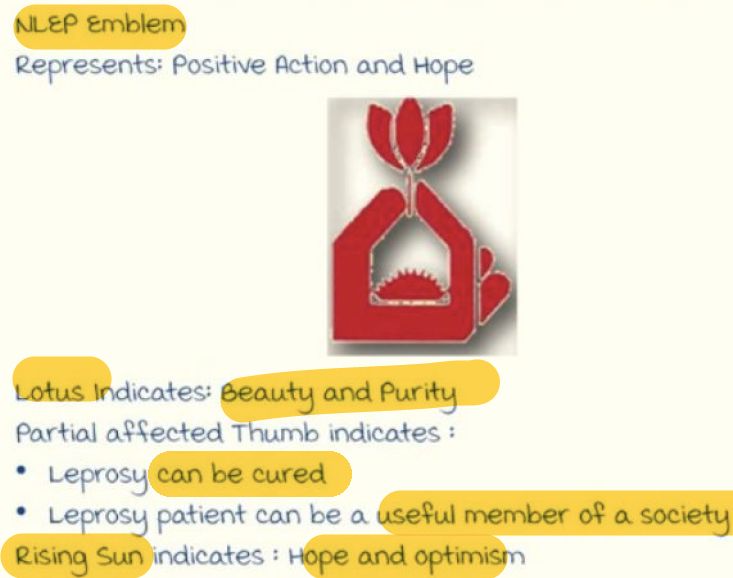 NLEP Emblem
Represents: Positive Action and Hope
Lotus Indicates: Beauty and Purity
Partial affected Thumb indicates :
• Leprosy can be cured
• Leprosy patient can be a useful member of a society
Rising Sun indicates : Hope and optimism